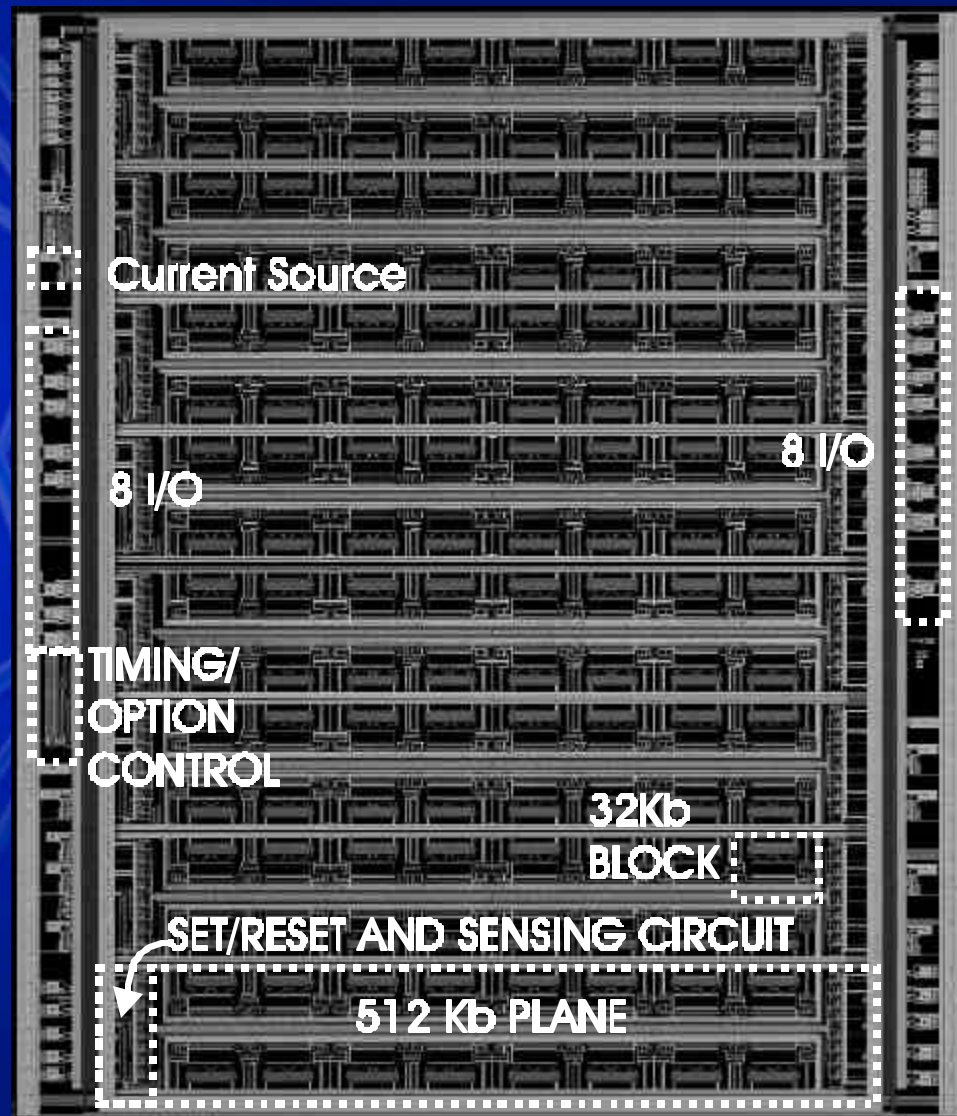 Current Source
8 I/O
8 I/O
TIMING/
OPTION
CONTROL
32Kb
BLOCK
SET/RESET AND SENSING CIRCUIT
512 Kb PLANE